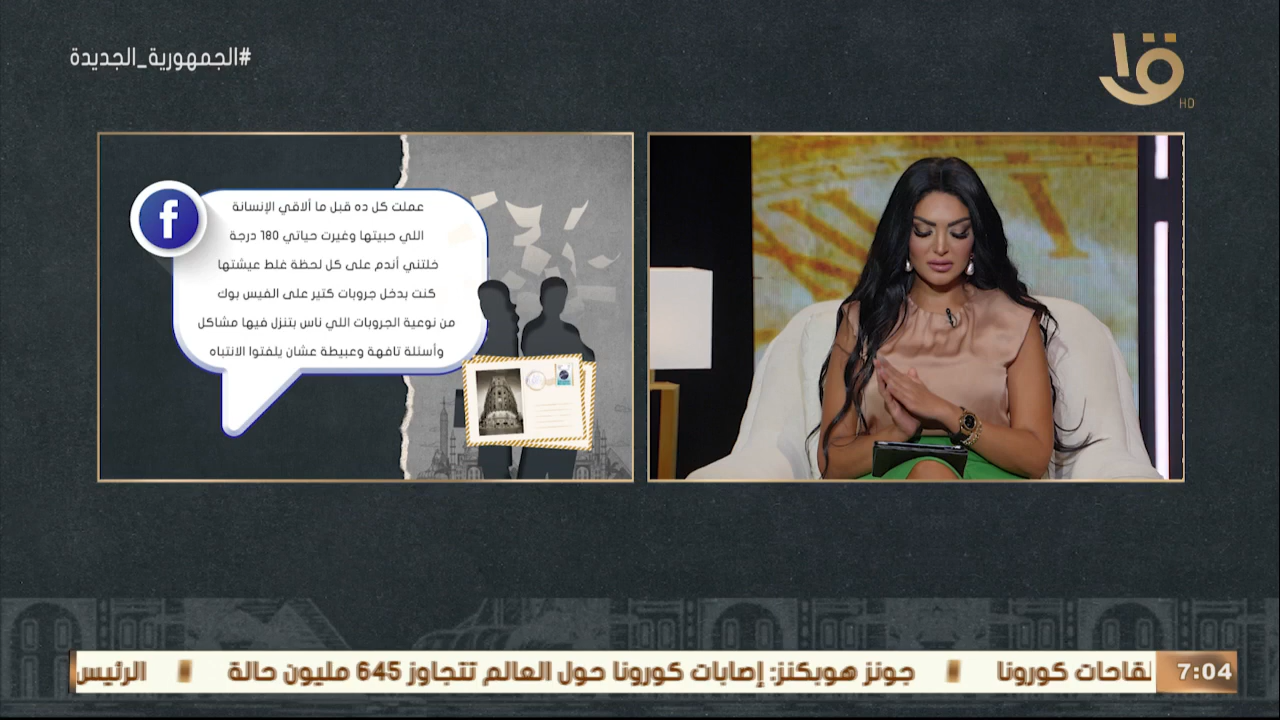 #الجمهورية_الجديدة
HD
عملت كل ده قبل ما ألاقي الإنسانة
اللي حبيتها وغيرت حياتي 180 درجة
خلتني أندم على كل لحظة غلط عيشتها
كنت بدخل جروبات كتير على الفيس بوك
من نوعية الجروبات اللي ناس بتنزل فيها مشاكل
وأسئلة تافهة وعبيطة عشان يلفتوا الانتباه
7:04
لقاحات كورونا
جونز هوبكنز: إصابات كورونا حول العالم تتجاوز 645 مليون حالة
الرئيس